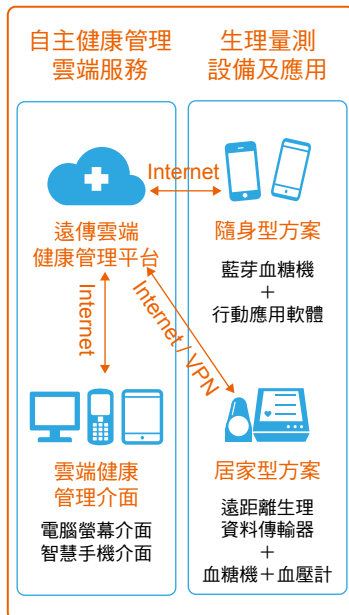 自主健康管理
雲端服務
生理量測
設備及應用
Internet
遠傳雲端
健康管理平台
隨身型方案
藍芽血糖機
＋
行動應用軟體
Internet
Internet / VPN
雲端健康
管理介面
電腦螢幕介面
智慧手機介面
居家型方案
遠距離生理
資料傳輸器
＋
血糖機＋血壓計